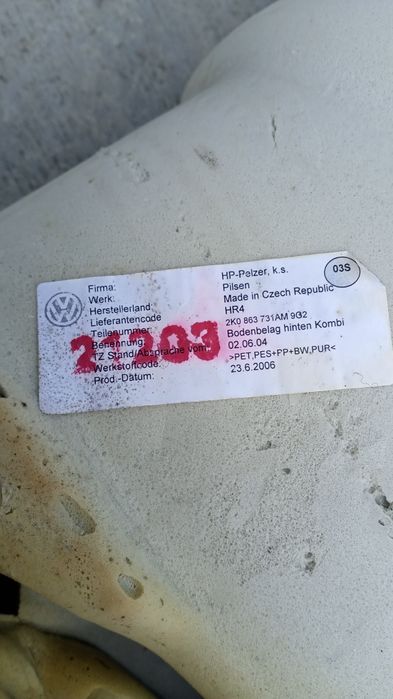 03S
Firma: HP-Pelzer, k.s.
Werk: Pilsen
Herstellerland: Made in Czech Republic
Lieferantencode HR4
Teilenummer: 2K0 863 731AM 9G2
Benennung: Bodenbelag hinten Kombi
TZ Stand/Absprache vom: 02.06.04
Werkstoffcode: >PET,PES+PP+BW,PUR<
Prod.-Datum: 23.6.2006